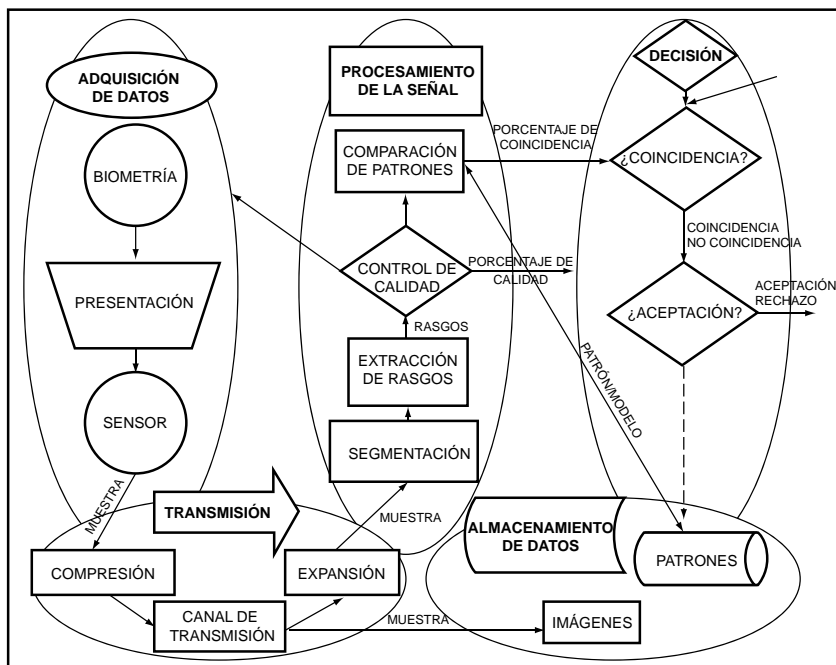 ADQUISICIÓN
DE DATOS
BIOMETRÍA
PRESENTACIÓN
SENSOR
MUESTRA
TRANSMISIÓN
COMPRESIÓN
CANAL DE
TRANSMISIÓN
EXPANSIÓN
MUESTRA
MUESTRA
PROCESAMIENTO
DE LA SEÑAL
COMPARACIÓN
DE PATRONES
CONTROL DE
CALIDAD
RASGOS
EXTRACCIÓN
DE RASGOS
SEGMENTACIÓN
PORCENTAJE DE
COINCIDENCIA
PORCENTAJE DE
CALIDAD
PATRÓN/MODELO
DECISIÓN
¿COINCIDENCIA?
COINCIDENCIA
NO COINCIDENCIA
¿ACEPTACIÓN?
ACEPTACIÓN
RECHAZO
ALMACENAMIENTO
DE DATOS
PATRONES
IMÁGENES